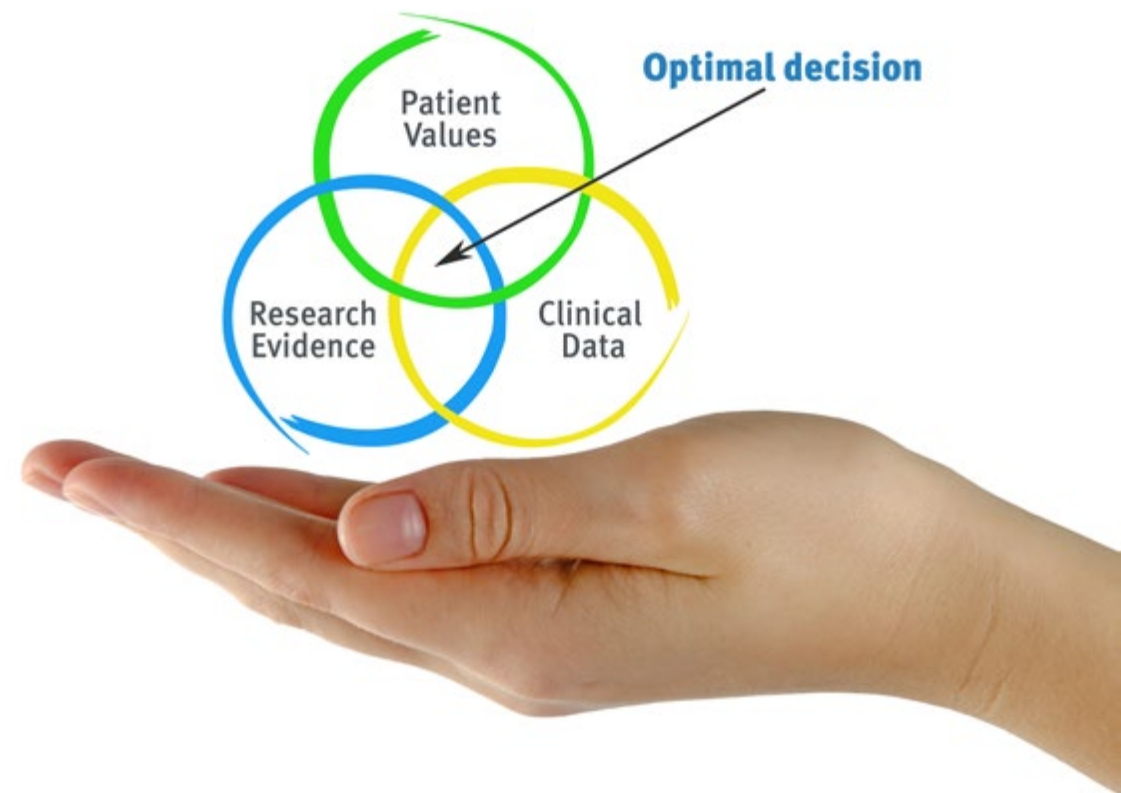 Optimal decision
Patient
Values
Research
Evidence
Clinical
Data